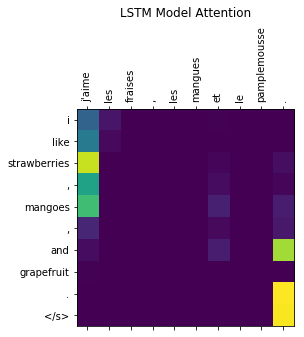 LSTM Model Attention
j'aime
les
fraises
,
les
mangues
et
le
pamplemousse
.
i
like
strawberries
,
mangoes
,
and
grapefruit
.
</s>